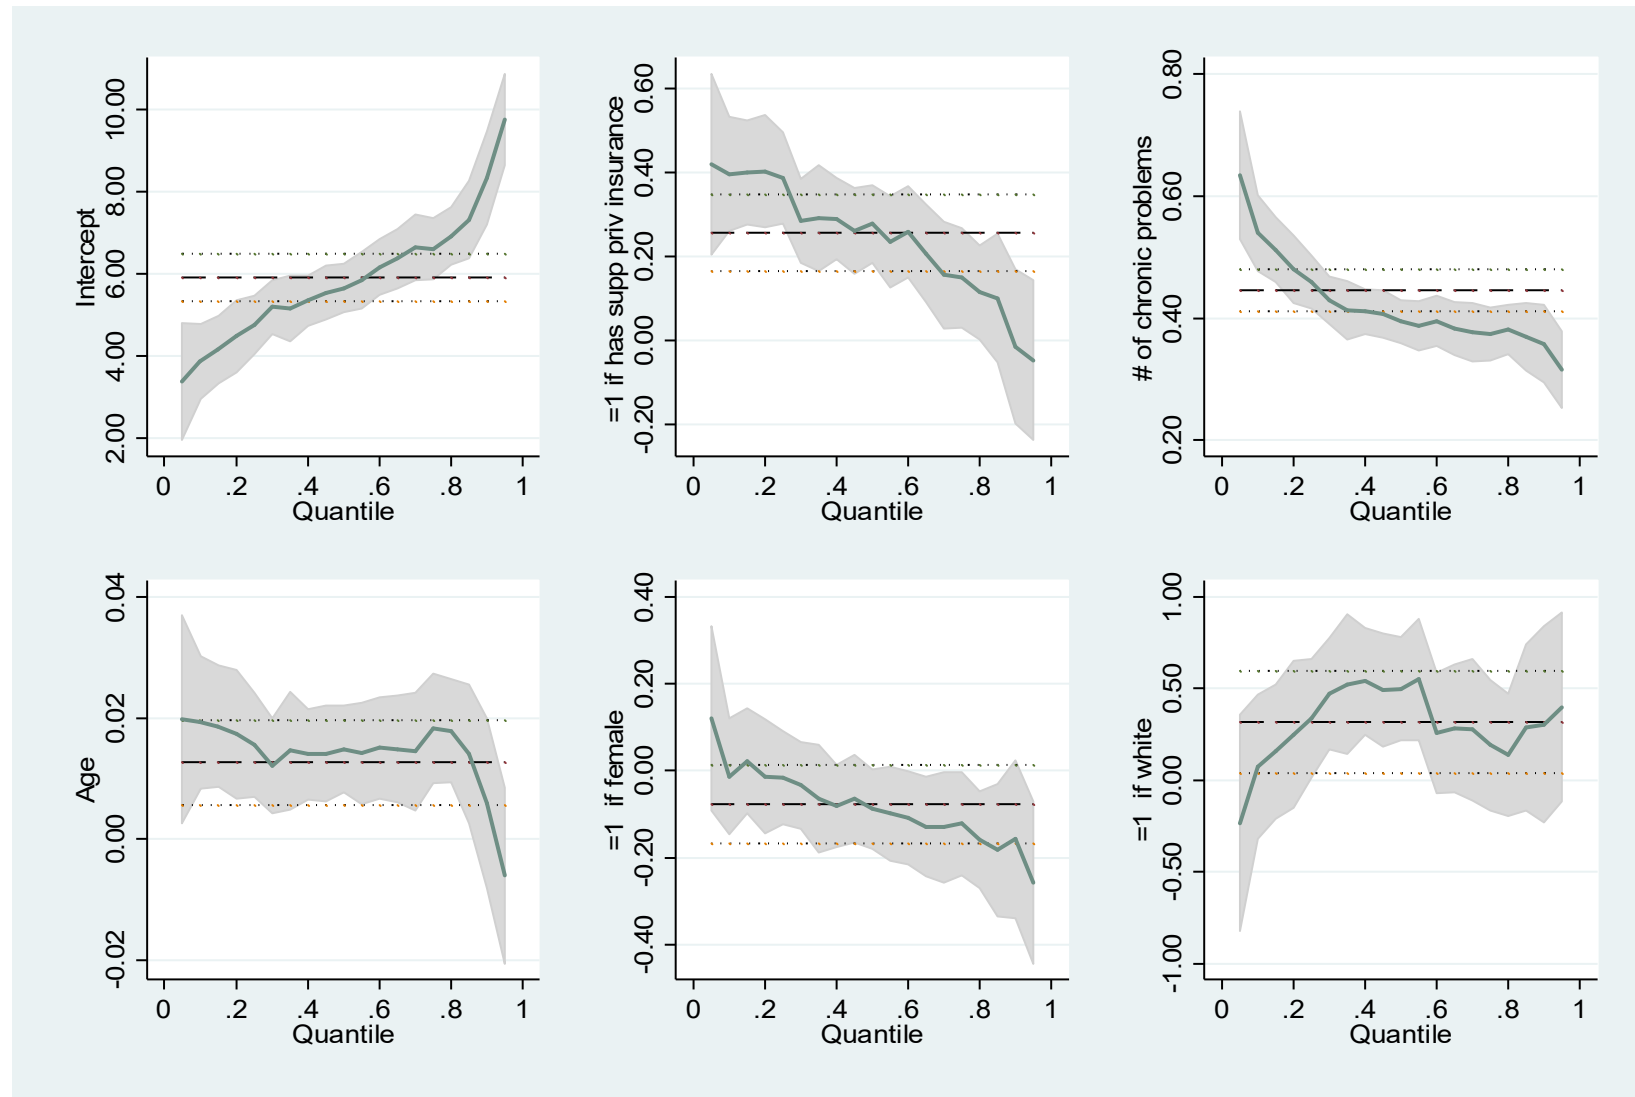 Intercept
10.00
8.00
6.00
4.00
2.00
0 .2 .4 .6 .8 1
Quantile
=1 if has supp priv insurance
0.60
0.40
0.20
0.00
-0.20
0 .2 .4 .6 .8 1
Quantile
# of chronic problems
0.80
0.60
0.40
0.20
0 .2 .4 .6 .8 1
Quantile
Age
0.04
0.02
0.00
-0.02
0 .2 .4 .6 .8 1
Quantile
=1 if female
0.40
0.20
0.00
-0.20
-0.40
0 .2 .4 .6 .8 1
Quantile
=1 if white
1.00
0.50
0.00
-0.50
-1.00
0 .2 .4 .6 .8 1
Quantile